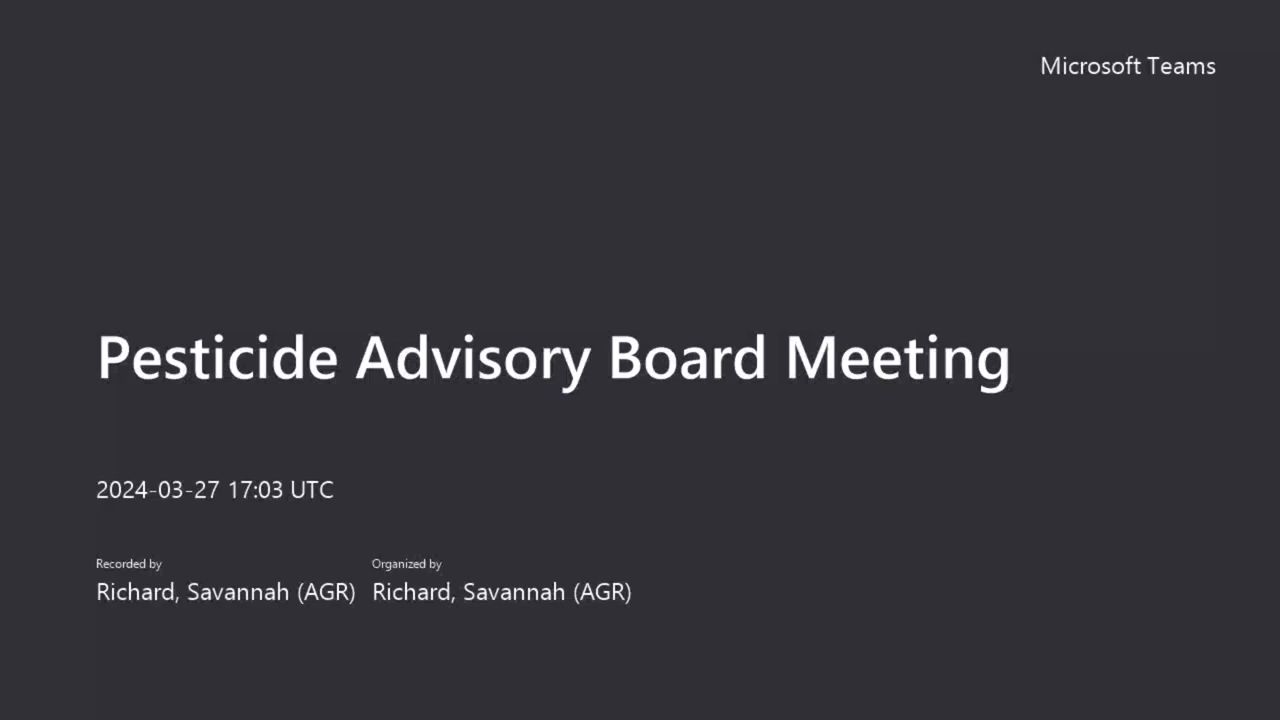 Microsoft Teams
Pesticide Advisory Board Meeting
2024-03-27 17:03 UTC
Recorded by Organized by
Richard, Savannah (AGR) Richard, Savannah (AGR)